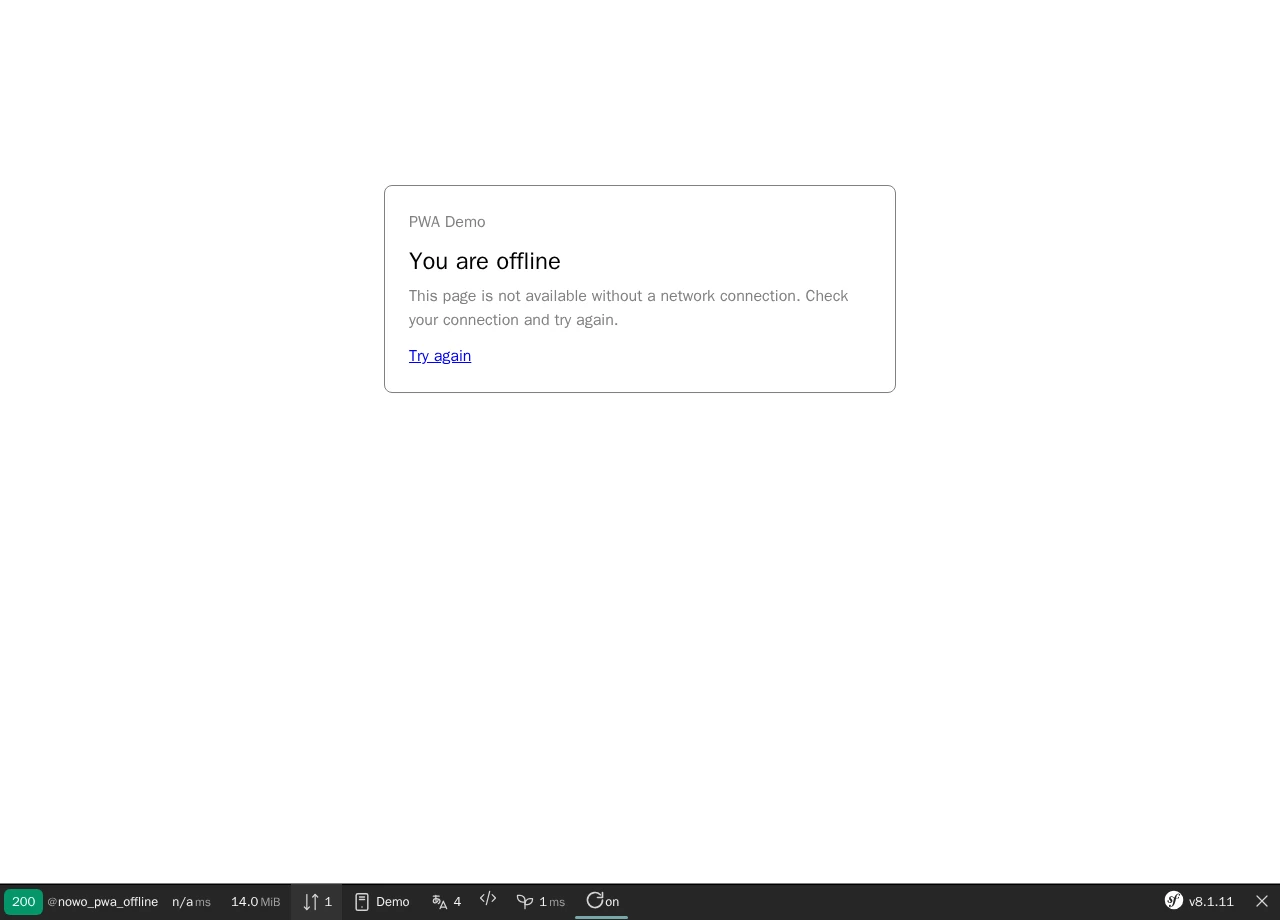 PWA Demo
You are offline
This page is not available without a network connection. Check
your connection and try again.
Try again
200 @nowo_pwa_offline n/a ms 14.0 MiB 1 Demo 4 1 ms on sf v8.1.11